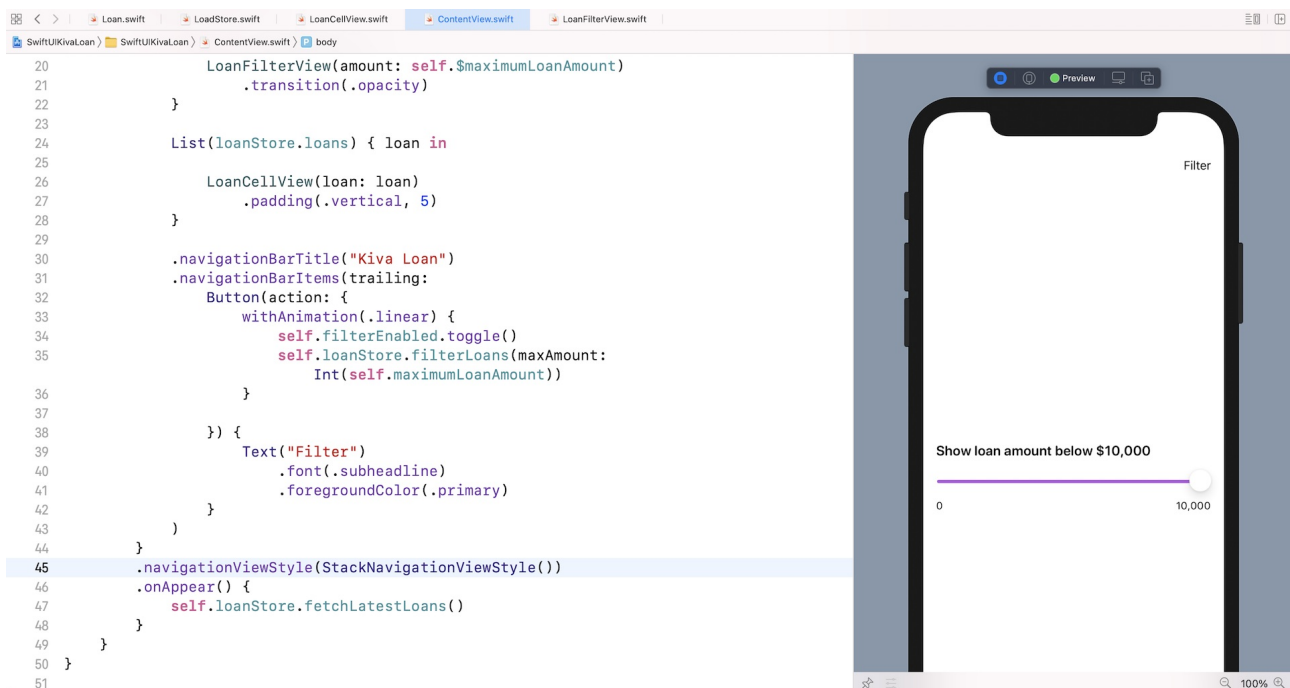 Loan.swift LoadStore.swift LoanCellView.swift ContentView.swift LoanFilterView.swift
SwiftUIKivaLoan SwiftUIKivaLoan ContentView.swift P body
20 LoanFilterView(amount: self.$maximumLoanAmount)
21 .transition(.opacity)
22 }
23
24 List(loanStore.loans) { loan in
25
26 LoanCellView(loan: loan)
27 .padding(.vertical, 5)
28 }
29
30 .navigationBarTitle("Kiva Loan")
31 .navigationBarItems(trailing:
32 Button(action: {
33 withAnimation(.linear) {
34 self.filterEnabled.toggle()
35 self.loanStore.filterLoans(maxAmount:
Int(self.maximumLoanAmount))
36 }
37
38 }) {
39 Text("Filter")
40 .font(.subheadline)
41 .foregroundColor(.primary)
42 }
43 )
44 }
45 .navigationViewStyle(StackNavigationViewStyle())
46 .onAppear() {
47 self.loanStore.fetchLatestLoans()
48 }
49 }
50 }
51
Preview
Filter
Show loan amount below $10,000
0 10,000
100%